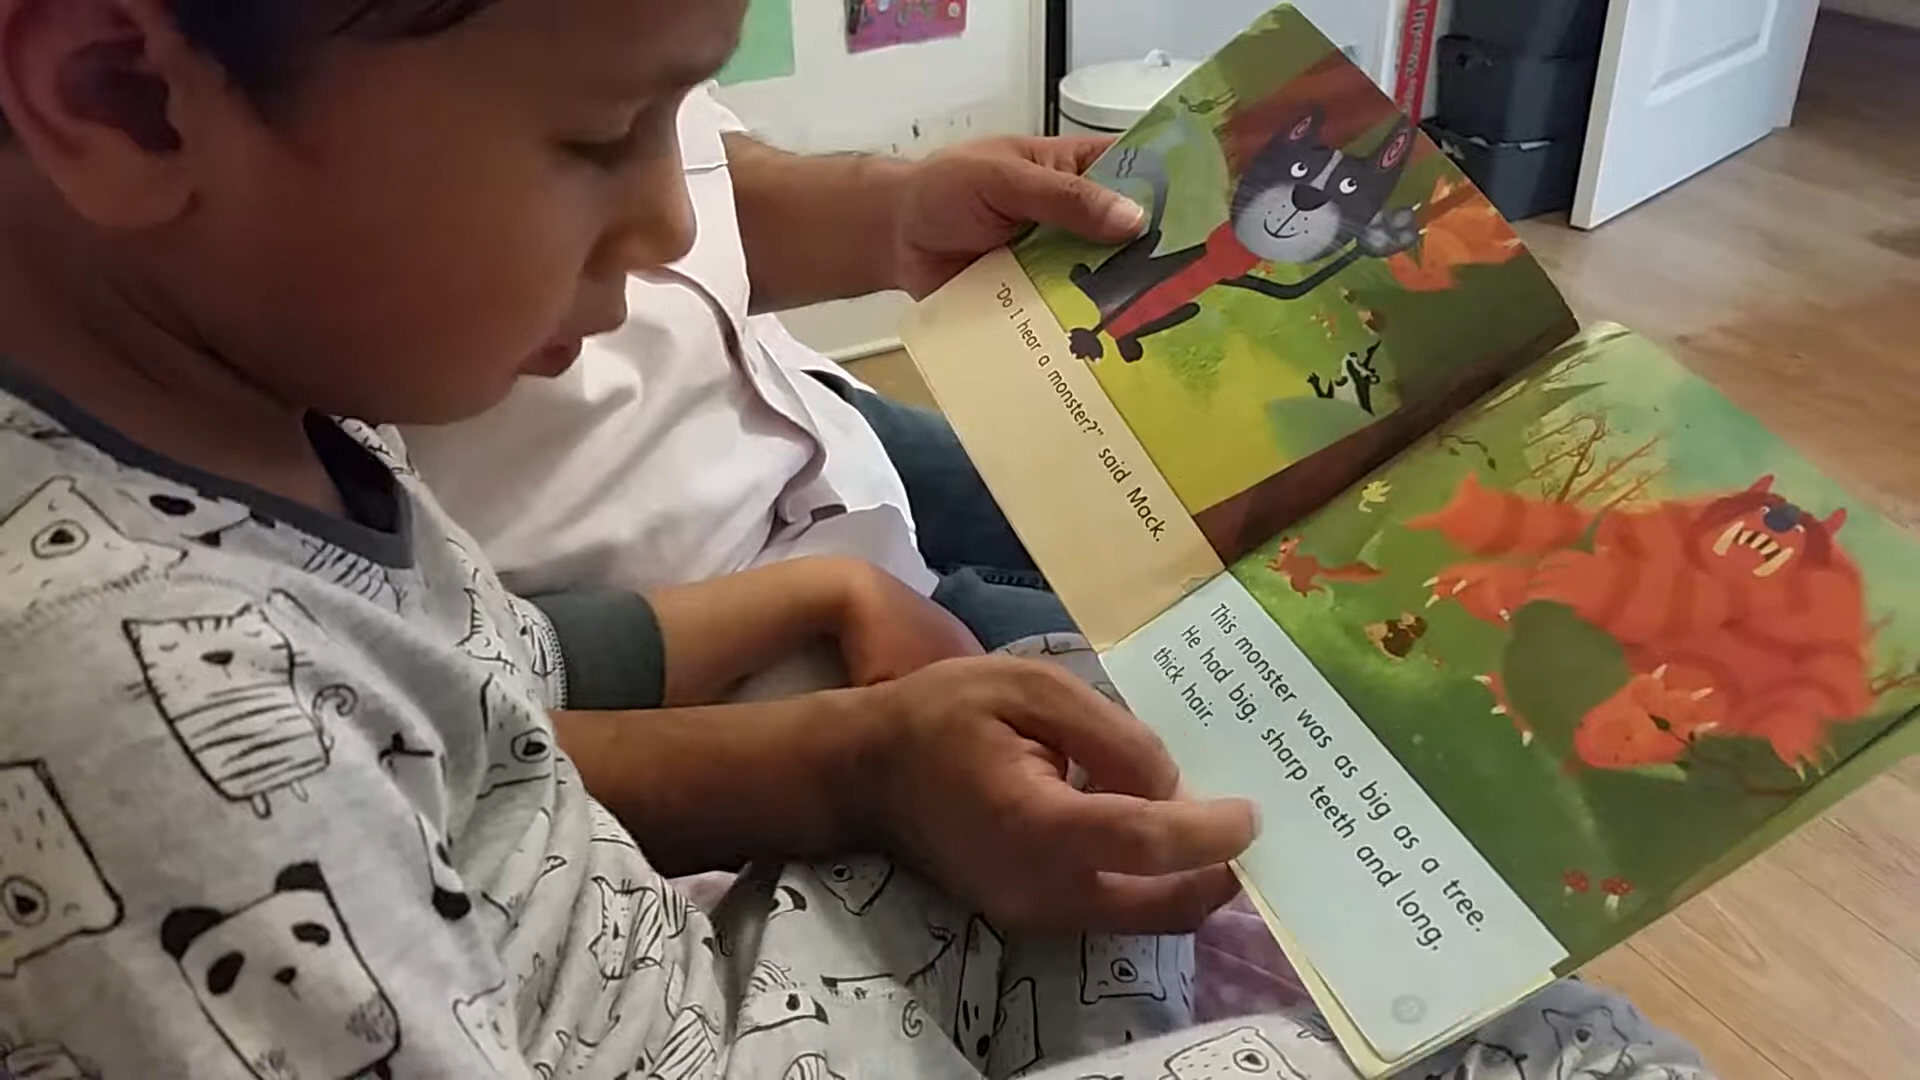 "Do I hear a monster?" said Mack.
This monster was as big as a tree.
He had big, sharp teeth and long,
thick hair.